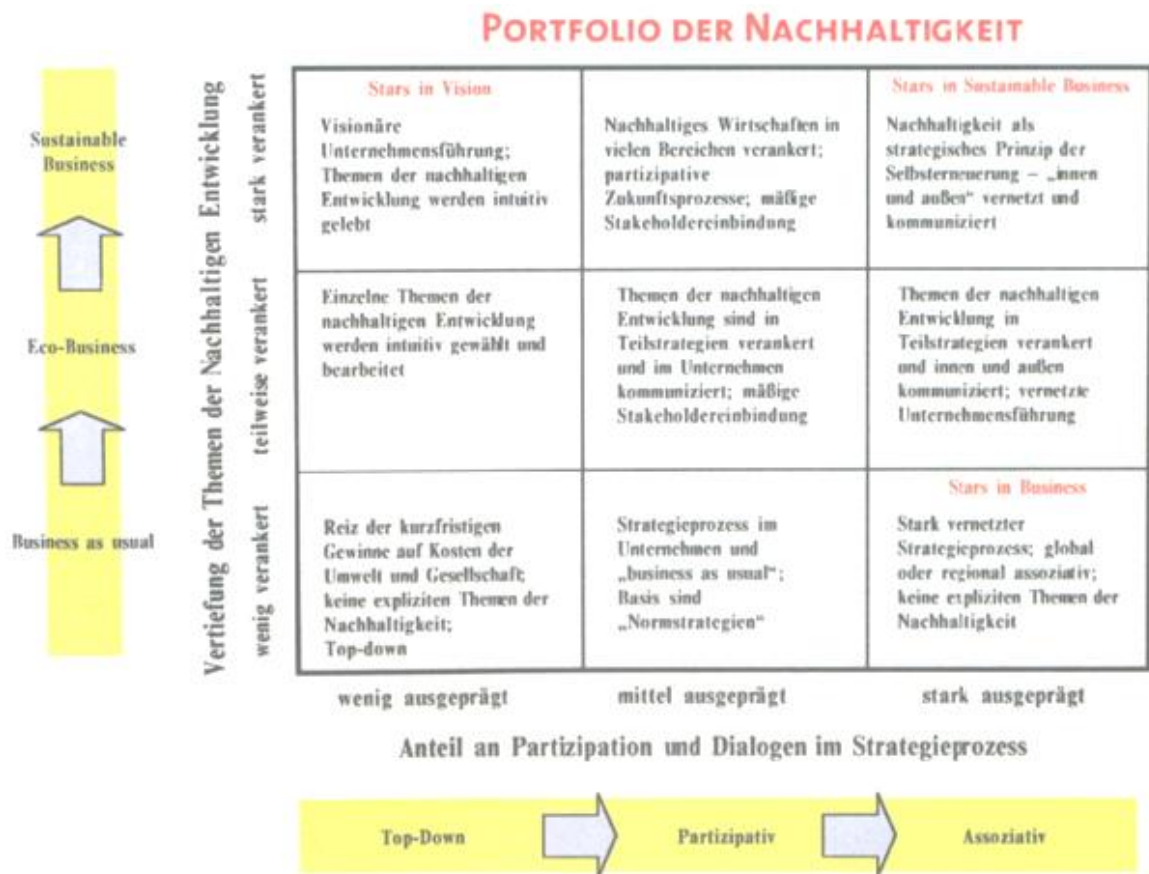 PORTFOLIO DER NACHHALTIGKEIT
Sustainable
Business
Eco-Business
Business as usual
Vertiefung der Themen der Nachhaltigen Entwicklung
stark verankert
teilweise verankert
wenig verankert
Stars in Vision
Visionäre
Unternehmensführung;
Themen der nachhaltigen
Entwicklung werden intuitiv
gelebt
Nachhaltiges Wirtschaften in
vielen Bereichen verankert;
partizipative
Zukunftsprozesse; mäßige
Stakeholdereinbindung
Stars in Sustainable Business
Nachhaltigkeit als
strategisches Prinzip der
Selbsterneuerung – „innen
und außen“ vernetzt und
kommuniziert
Einzelne Themen der
nachhaltigen Entwicklung
werden intuitiv gewählt und
bearbeitet
Themen der nachhaltigen
Entwicklung sind in
Teilstrategien verankert
und im Unternehmen
kommuniziert; mäßige
Stakeholdereinbindung
Themen der nachhaltigen
Entwicklung in
Teilstrategien verankert
und innen und außen
kommuniziert; vernetzte
Unternehmensführung
Reiz der kurzfristigen
Gewinne auf Kosten der
Umwelt und Gesellschaft;
keine expliziten Themen der
Nachhaltigkeit;
Top-down
Strategieprozess im
Unternehmen und
„business as usual“;
Basis sind
„Normstrategien“
Stars in Business
Stark vernetzter
Strategieprozess; global
oder regional assoziativ;
keine expliziten Themen der
Nachhaltigkeit
wenig ausgeprägt
mittel ausgeprägt
stark ausgeprägt
Anteil an Partizipation und Dialogen im Strategieprozess
Top-Down
Partizipativ
Assoziativ